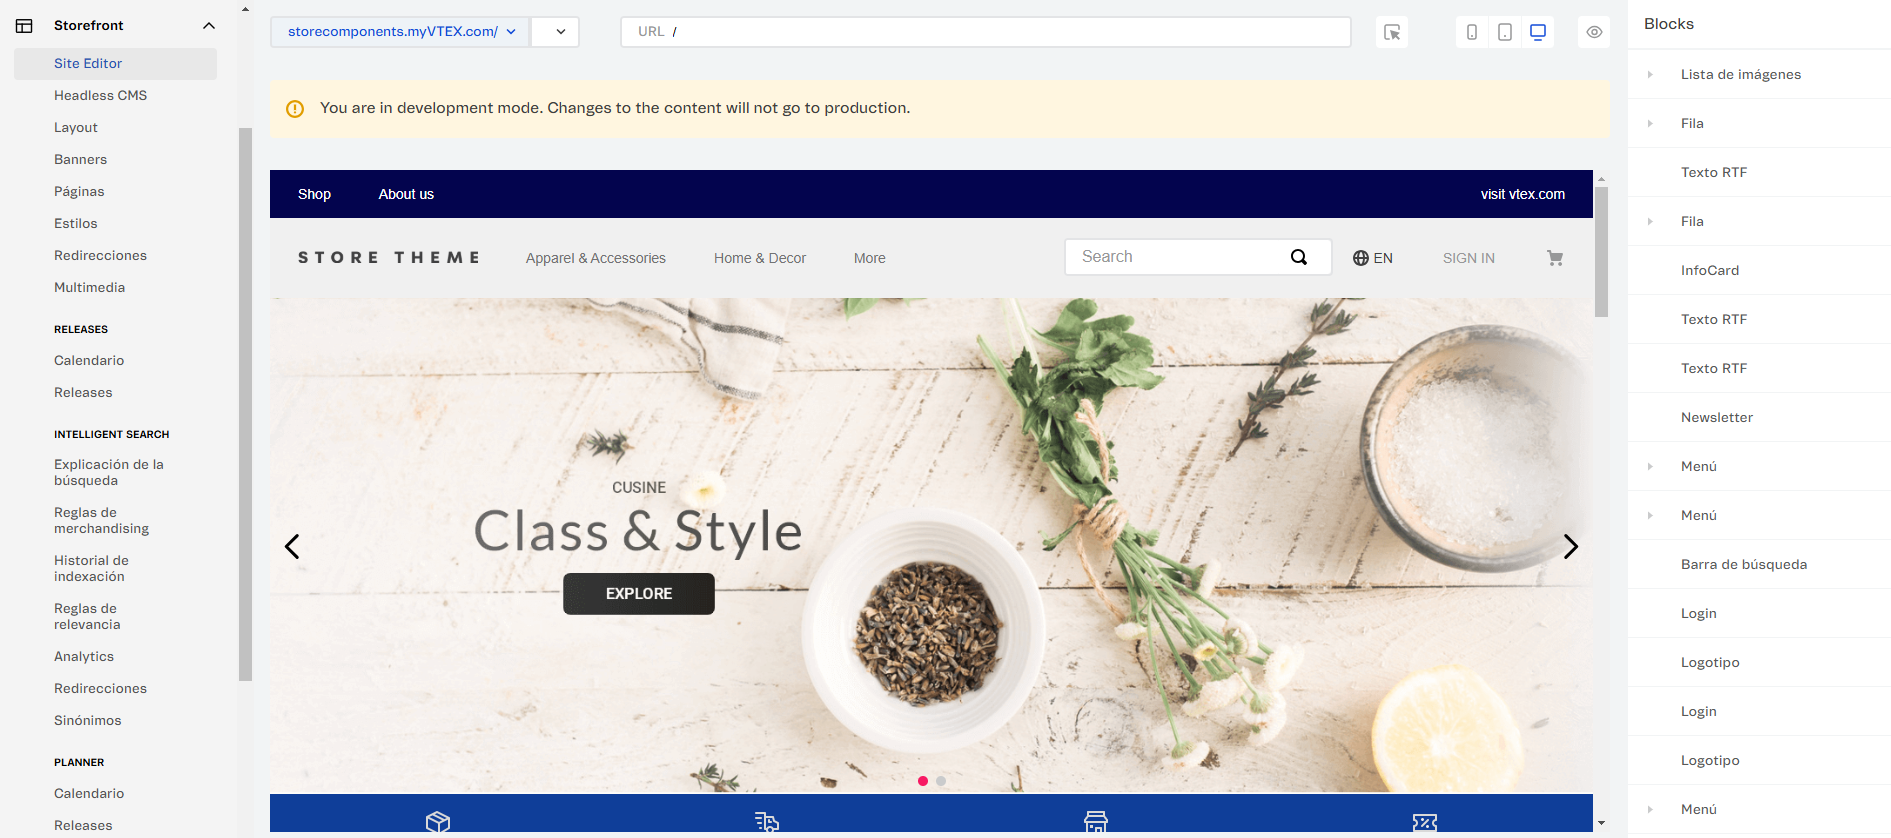 Storefront
Site Editor
Headless CMS
Layout
Banners
Páginas
Estilos
Redirecciones
Multimedia
RELEASES
Calendario
Releases
INTELLIGENT SEARCH
Explicación de la
búsqueda
Reglas de
merchandising
Historial de
indexación
Reglas de
relevancia
Analytics
Redirecciones
Sinónimos
PLANNER
Calendario
Releases
storecomponents.myVTEX.com/
URL /
You are in development mode. Changes to the content will not go to production.
Shop About us visit vtex.com
STORE THEME Apparel & Accessories Home & Decor More Search EN SIGN IN
CUSINE
Class & Style
EXPLORE
Blocks
Lista de imágenes
Fila
Texto RTF
Fila
InfoCard
Texto RTF
Texto RTF
Newsletter
Menú
Menú
Barra de búsqueda
Login
Logotipo
Login
Logotipo
Menú